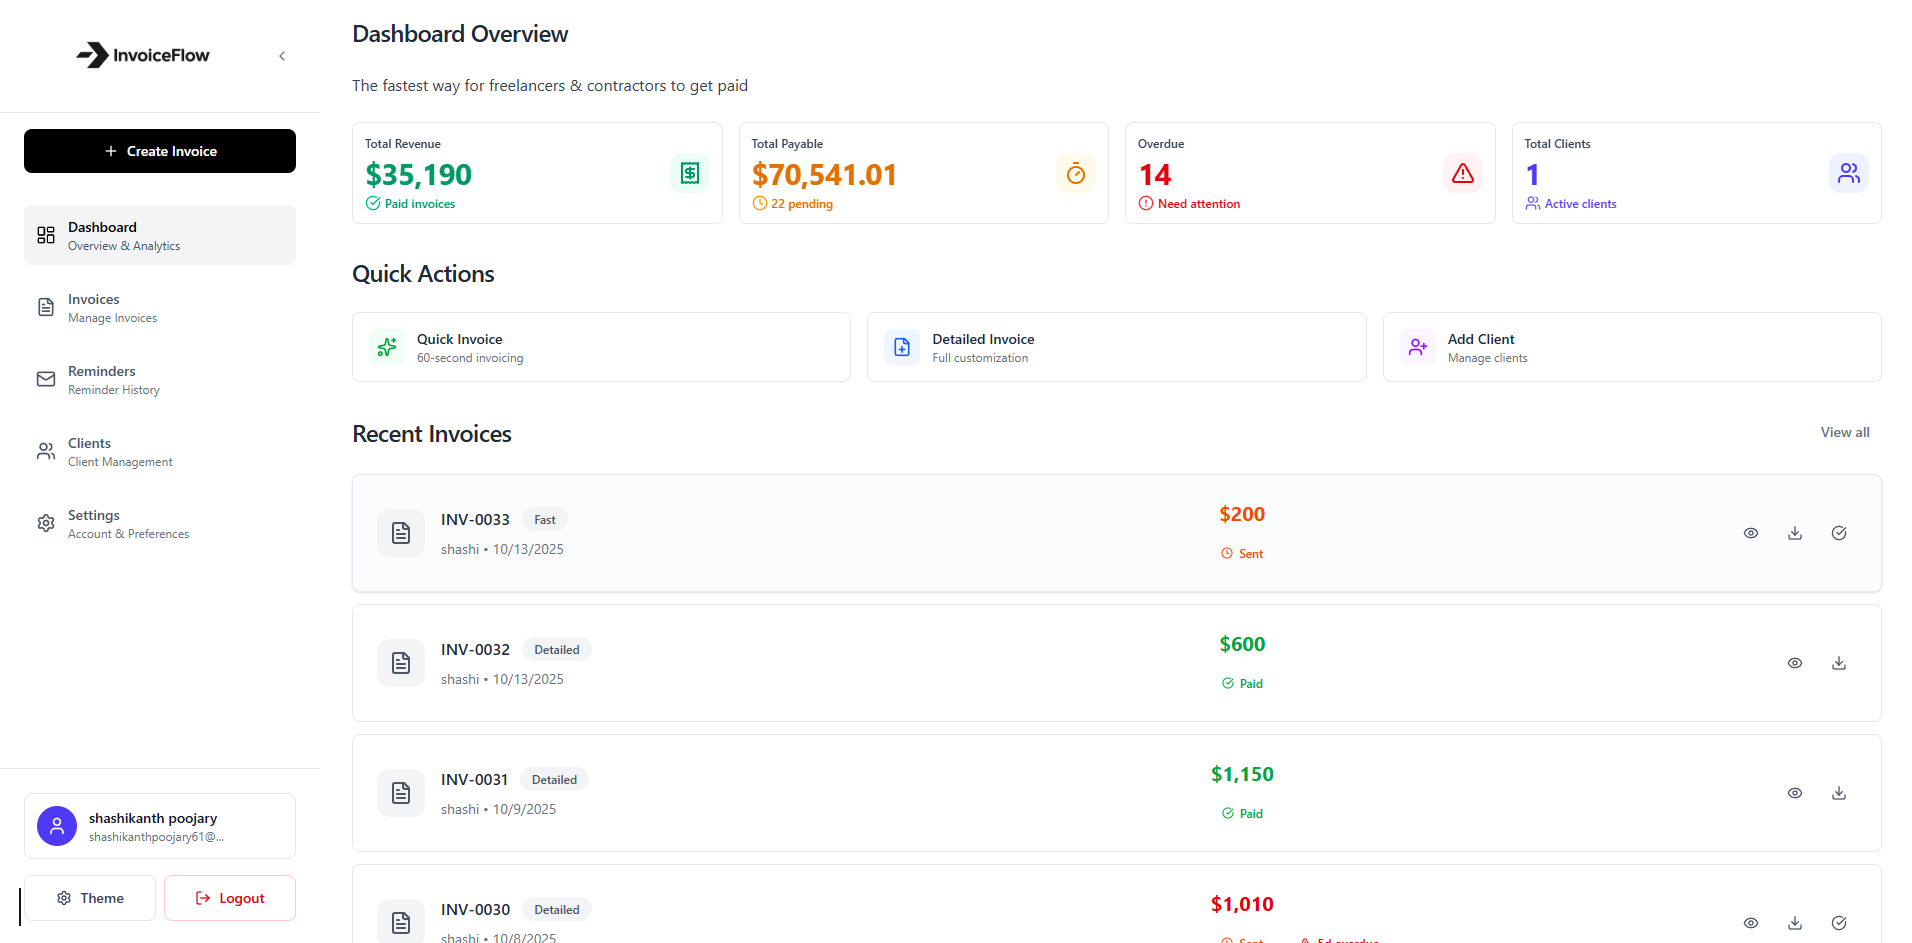 InvoiceFlow
Create Invoice
Dashboard
Overview & Analytics
Invoices
Manage Invoices
Reminders
Reminder History
Clients
Client Management
Settings
Account & Preferences
shashikanth poojary
shashikanthpoojary61@...
Theme
Logout
Dashboard Overview
The fastest way for freelancers & contractors to get paid
Total Revenue
$35,190
Paid invoices
Total Payable
$70,541.01
22 pending
Overdue
14
Need attention
Total Clients
1
Active clients
Quick Actions
Quick Invoice
60-second invoicing
Detailed Invoice
Full customization
Add Client
Manage clients
Recent Invoices
View all
INV-0033 Fast
shashi • 10/13/2025
$200
Sent
INV-0032 Detailed
shashi • 10/13/2025
$600
Paid
INV-0031 Detailed
shashi • 10/9/2025
$1,150
Paid
INV-0030 Detailed
shashi • 10/8/2025
$1,010
Sent 5d overdue